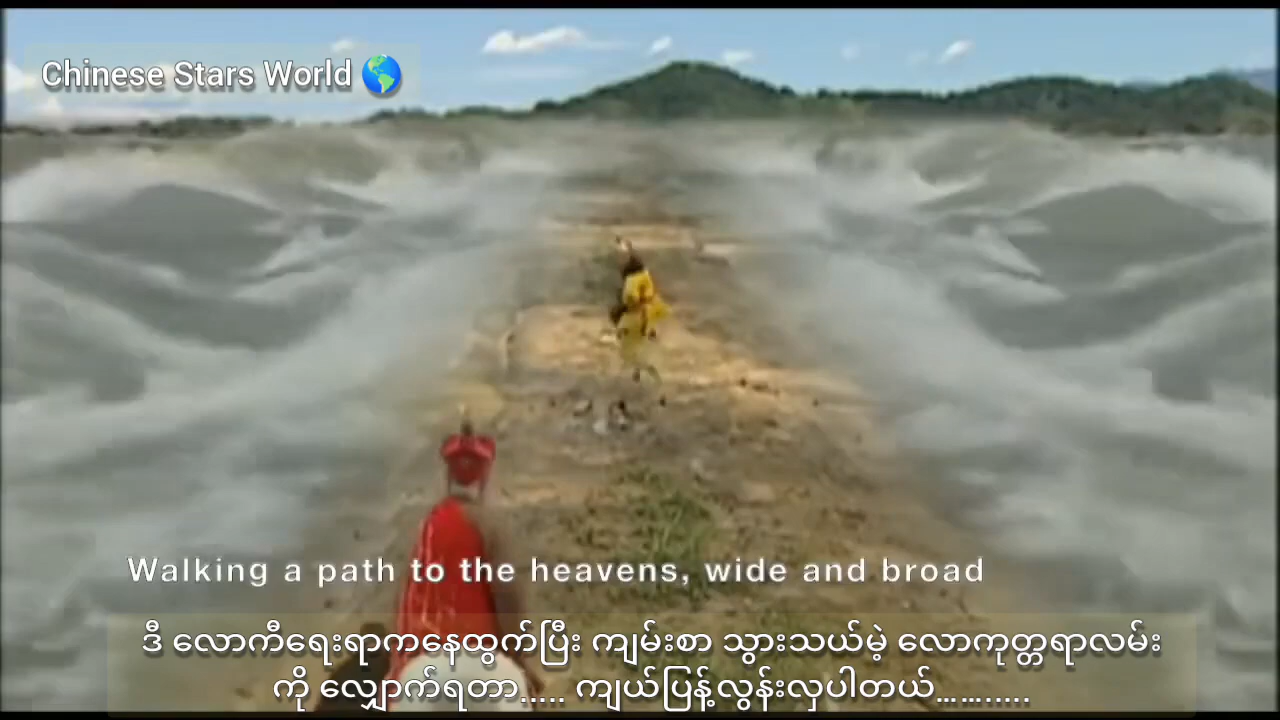 Chinese Stars World 🌎
Walking a path to the heavens, wide and broad
ဒီ လောကီရေးရာကနေထွက်ပြီး ကျမ်းစာ သွားသယ်မဲ့ လောကုတ္တရာလမ်း
ကို လျှောက်ရတာ..... ကျယ်ပြန့်လွန်းလှပါတယ်...........